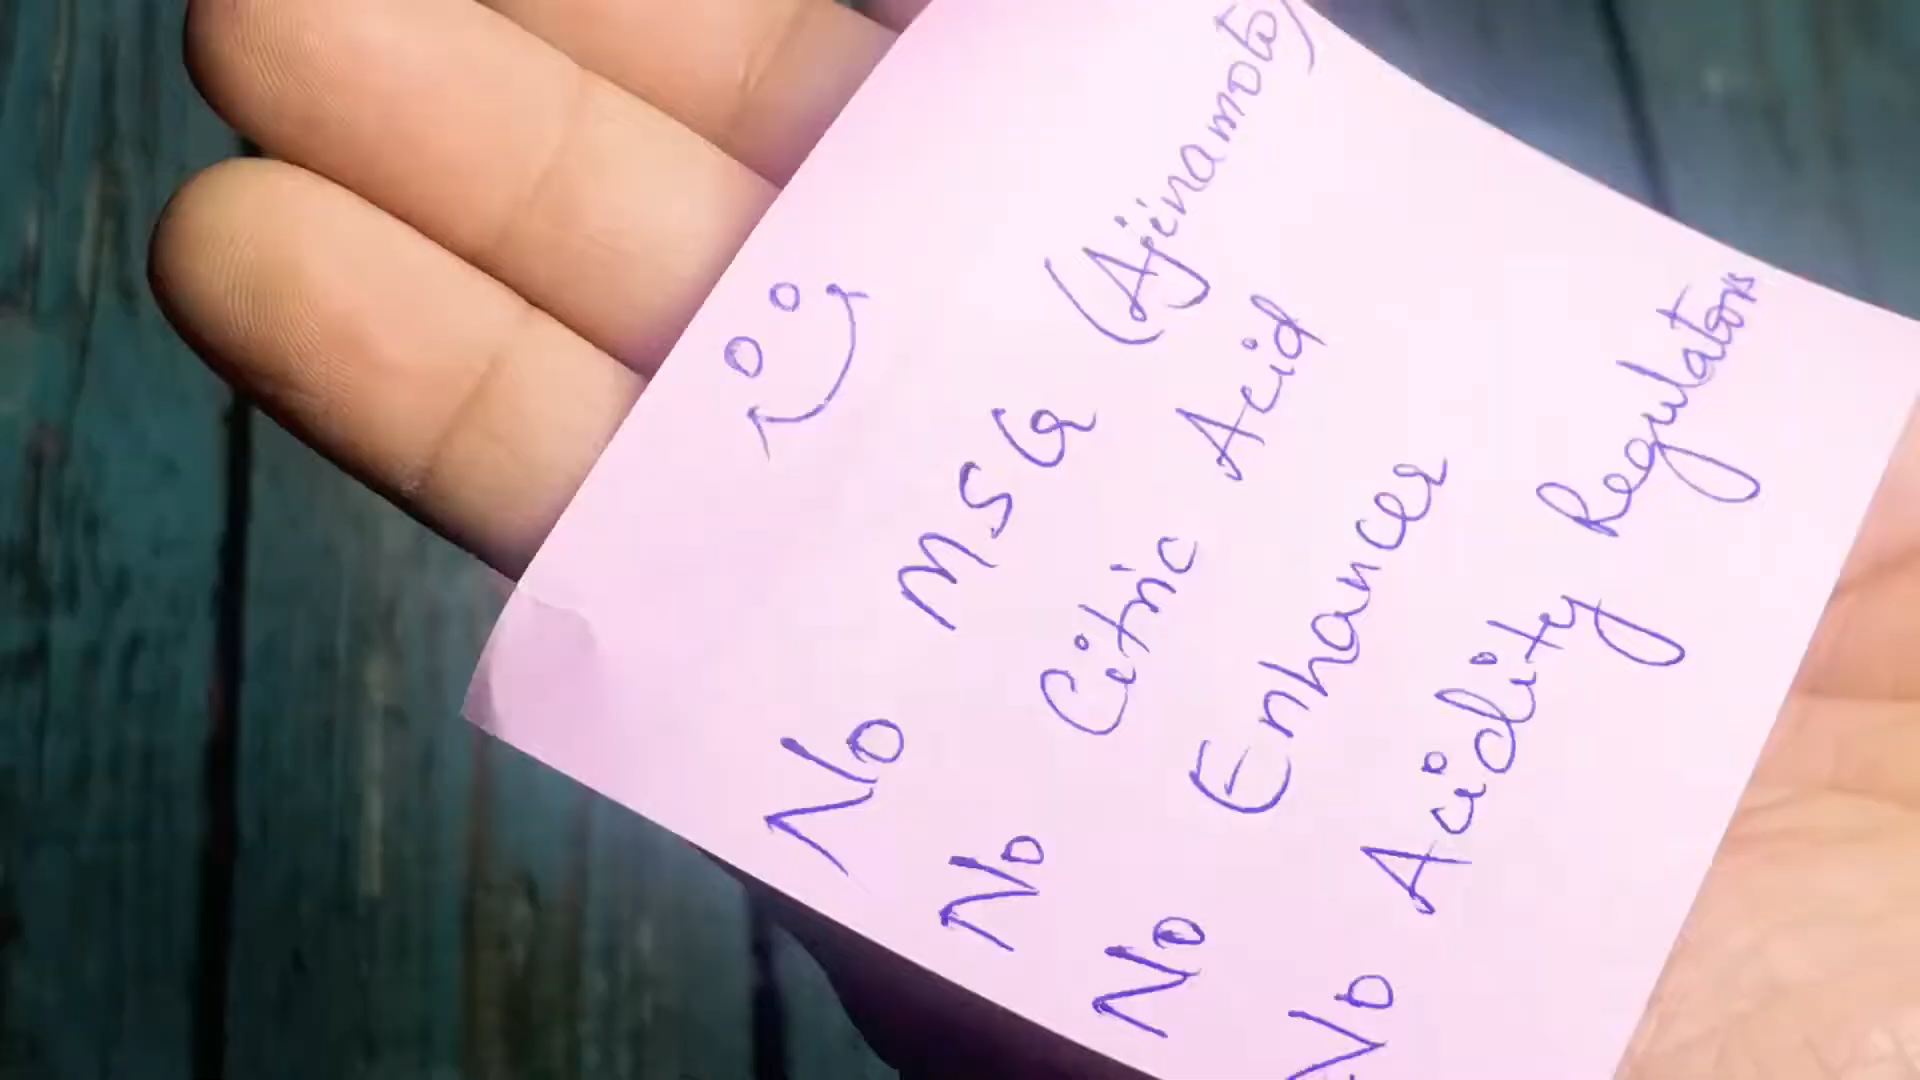 No MSG (Ajinamoto)
No Citric Acid
No Enhancer
No Acidity Regulators